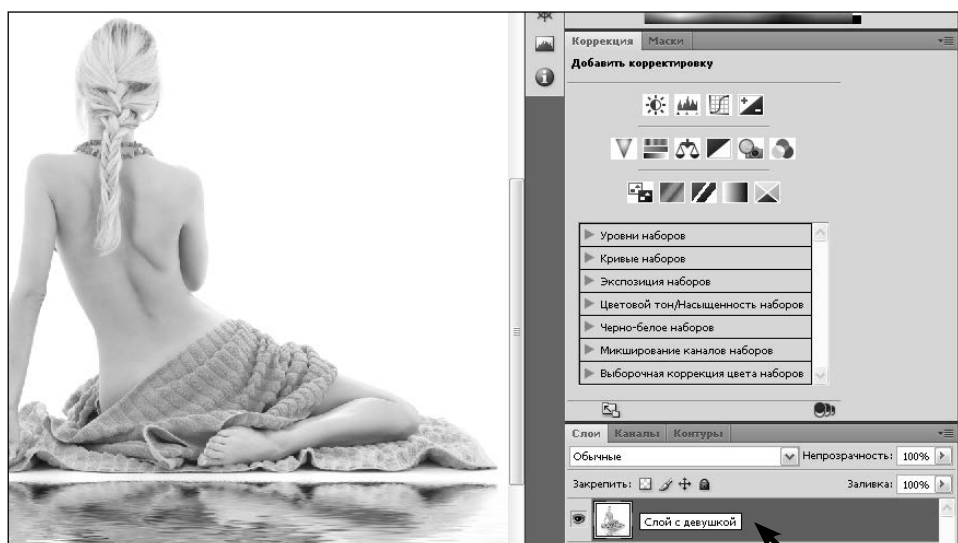 Коррекция Маски
Добавить корректировку
Уровни наборов
Кривые наборов
Экспозиция наборов
Цветовой тон/Насыщенность наборов
Черно-белое наборов
Микширование каналов наборов
Выборочная коррекция цвета наборов
Слои Каналы Контуры
Обычные Непрозрачность: 100%
Закрепить: Заливка: 100%
Слой с девушкой